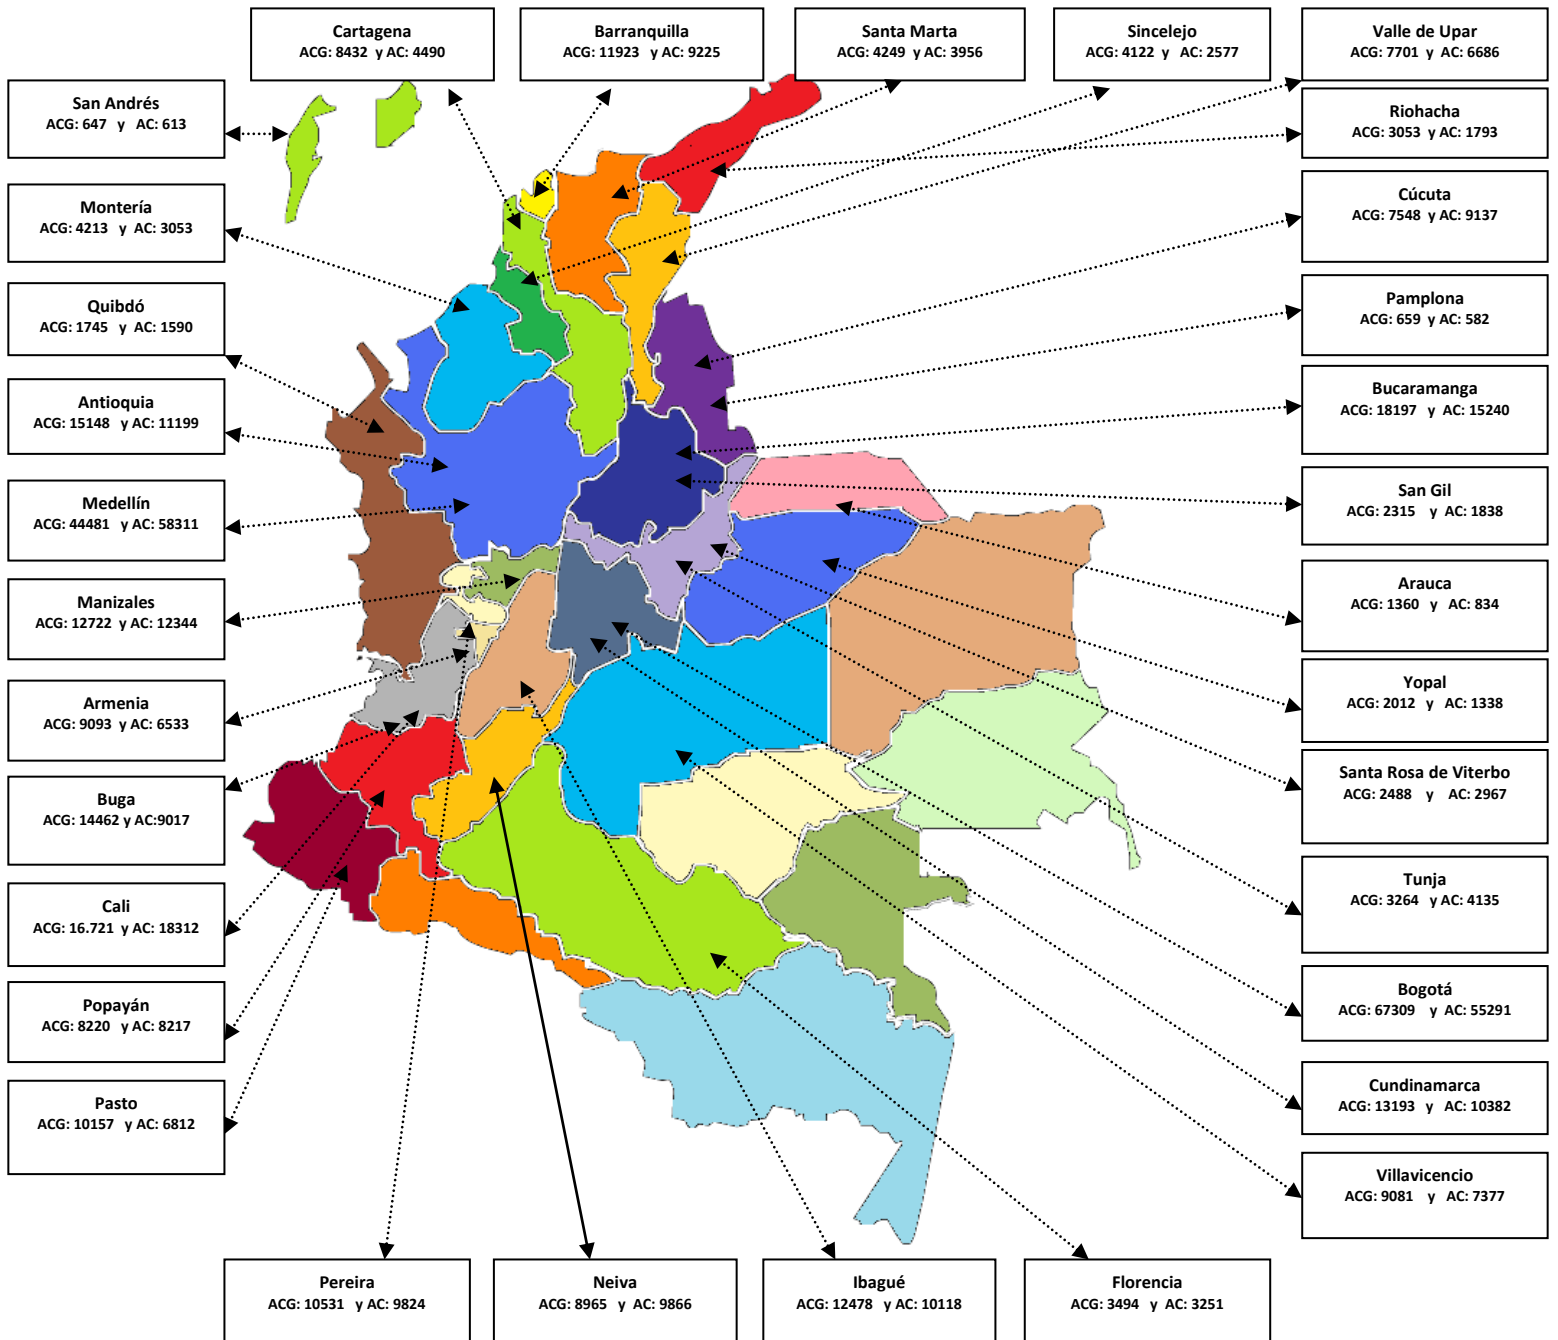 Cartagena
ACG: 8432 y AC: 4490
Barranquilla
ACG: 11923 y AC: 9225
Santa Marta
ACG: 4249 y AC: 3956
Sincelejo
ACG: 4122 y AC: 2577
Valle de Upar
ACG: 7701 y AC: 6686
San Andrés
ACG: 647 y AC: 613
Riohacha
ACG: 3053 y AC: 1793
Montería
ACG: 4213 y AC: 3053
Cúcuta
ACG: 7548 y AC: 9137
Quibdó
ACG: 1745 y AC: 1590
Pamplona
ACG: 659 y AC: 582
Antioquia
ACG: 15148 y AC: 11199
Bucaramanga
ACG: 18197 y AC: 15240
Medellín
ACG: 44481 y AC: 58311
San Gil
ACG: 2315 y AC: 1838
Manizales
ACG: 12722 y AC: 12344
Arauca
ACG: 1360 y AC: 834
Armenia
ACG: 9093 y AC: 6533
Yopal
ACG: 2012 y AC: 1338
Buga
ACG: 14462 y AC:9017
Santa Rosa de Viterbo
ACG: 2488 y AC: 2967
Cali
ACG: 16.721 y AC: 18312
Tunja
ACG: 3264 y AC: 4135
Popayán
ACG: 8220 y AC: 8217
Bogotá
ACG: 67309 y AC: 55291
Pasto
ACG: 10157 y AC: 6812
Cundinamarca
ACG: 13193 y AC: 10382
Villavicencio
ACG: 9081 y AC: 7377
Pereira
ACG: 10531 y AC: 9824
Neiva
ACG: 8965 y AC: 9866
Ibagué
ACG: 12478 y AC: 10118
Florencia
ACG: 3494 y AC: 3251